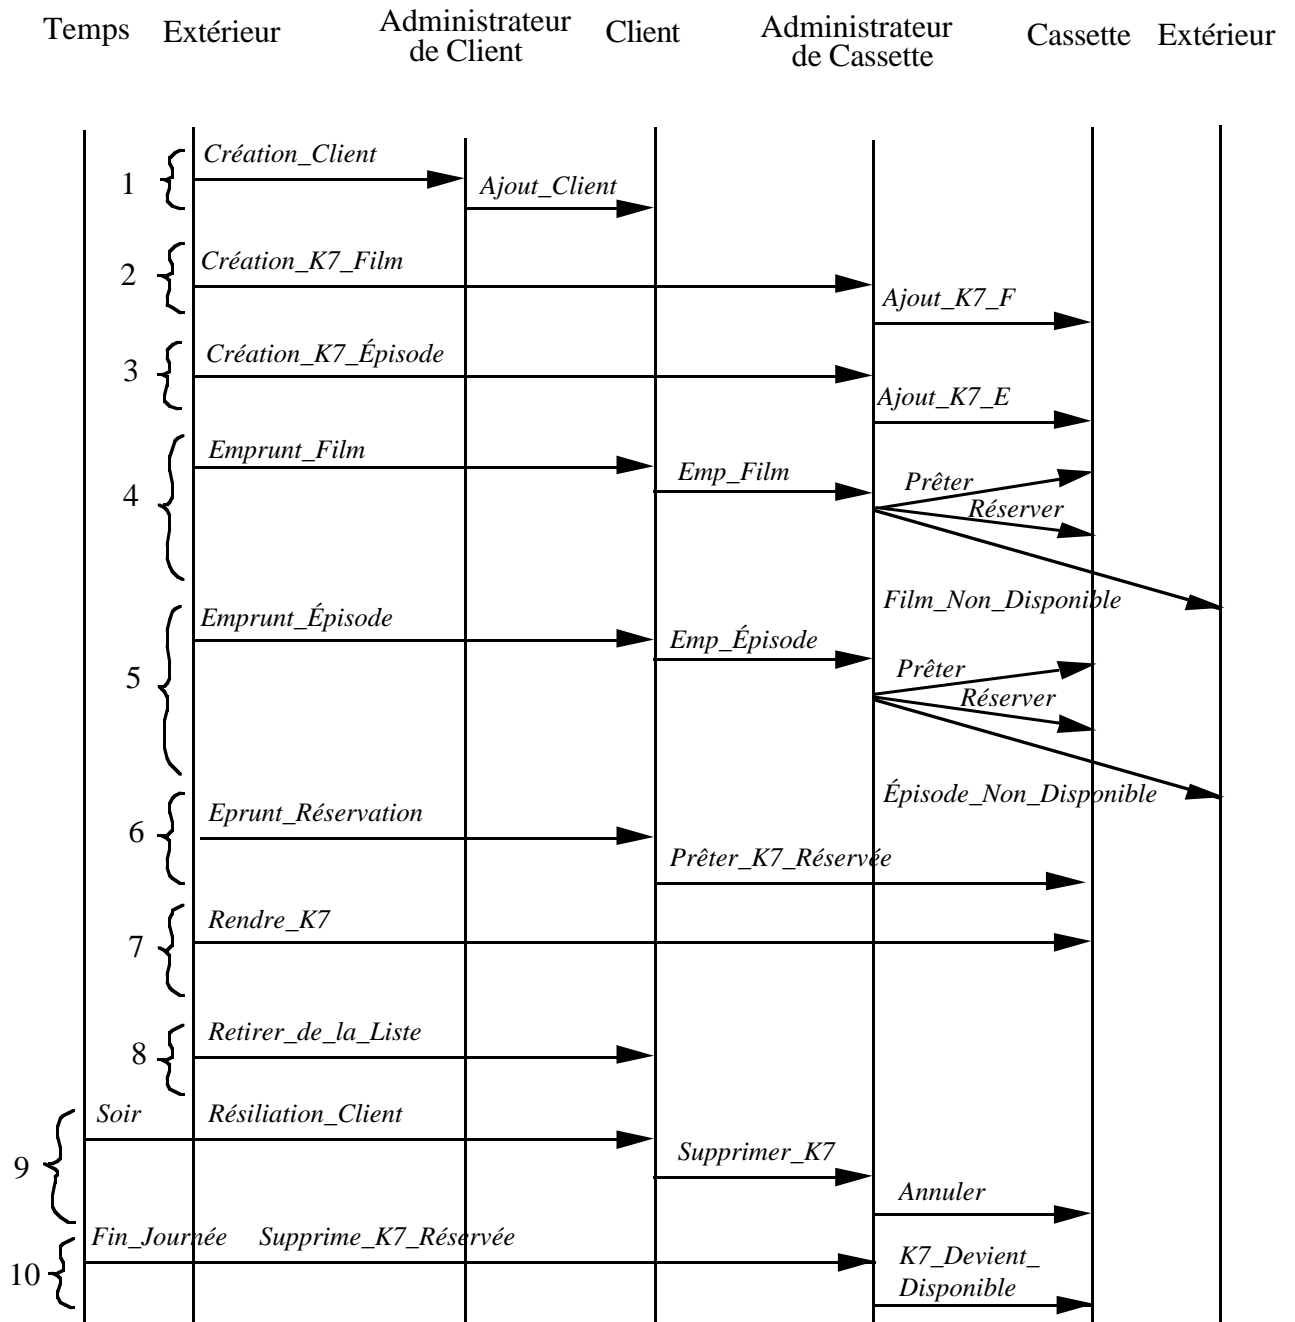 Temps
Extérieur
Administrateur
de Client
Client
Administrateur
de Cassette
Cassette
Extérieur
1
Création_Client
Ajout_Client
2
Création_K7_Film
Ajout_K7_F
3
Création_K7_Épisode
Ajout_K7_E
4
Emprunt_Film
Emp_Film
Prêter
Réserver
Film_Non_Disponible
5
Emprunt_Épisode
Emp_Épisode
Prêter
Réserver
Épisode_Non_Disponible
6
Eprunt_Réservation
Prêter_K7_Réservée
7
Rendre_K7
8
Retirer_de_la_Liste
9
Soir
Résiliation_Client
Supprimer_K7
Annuler
10
Fin_Journée
Supprime_K7_Réservée
K7_Devient_
Disponible